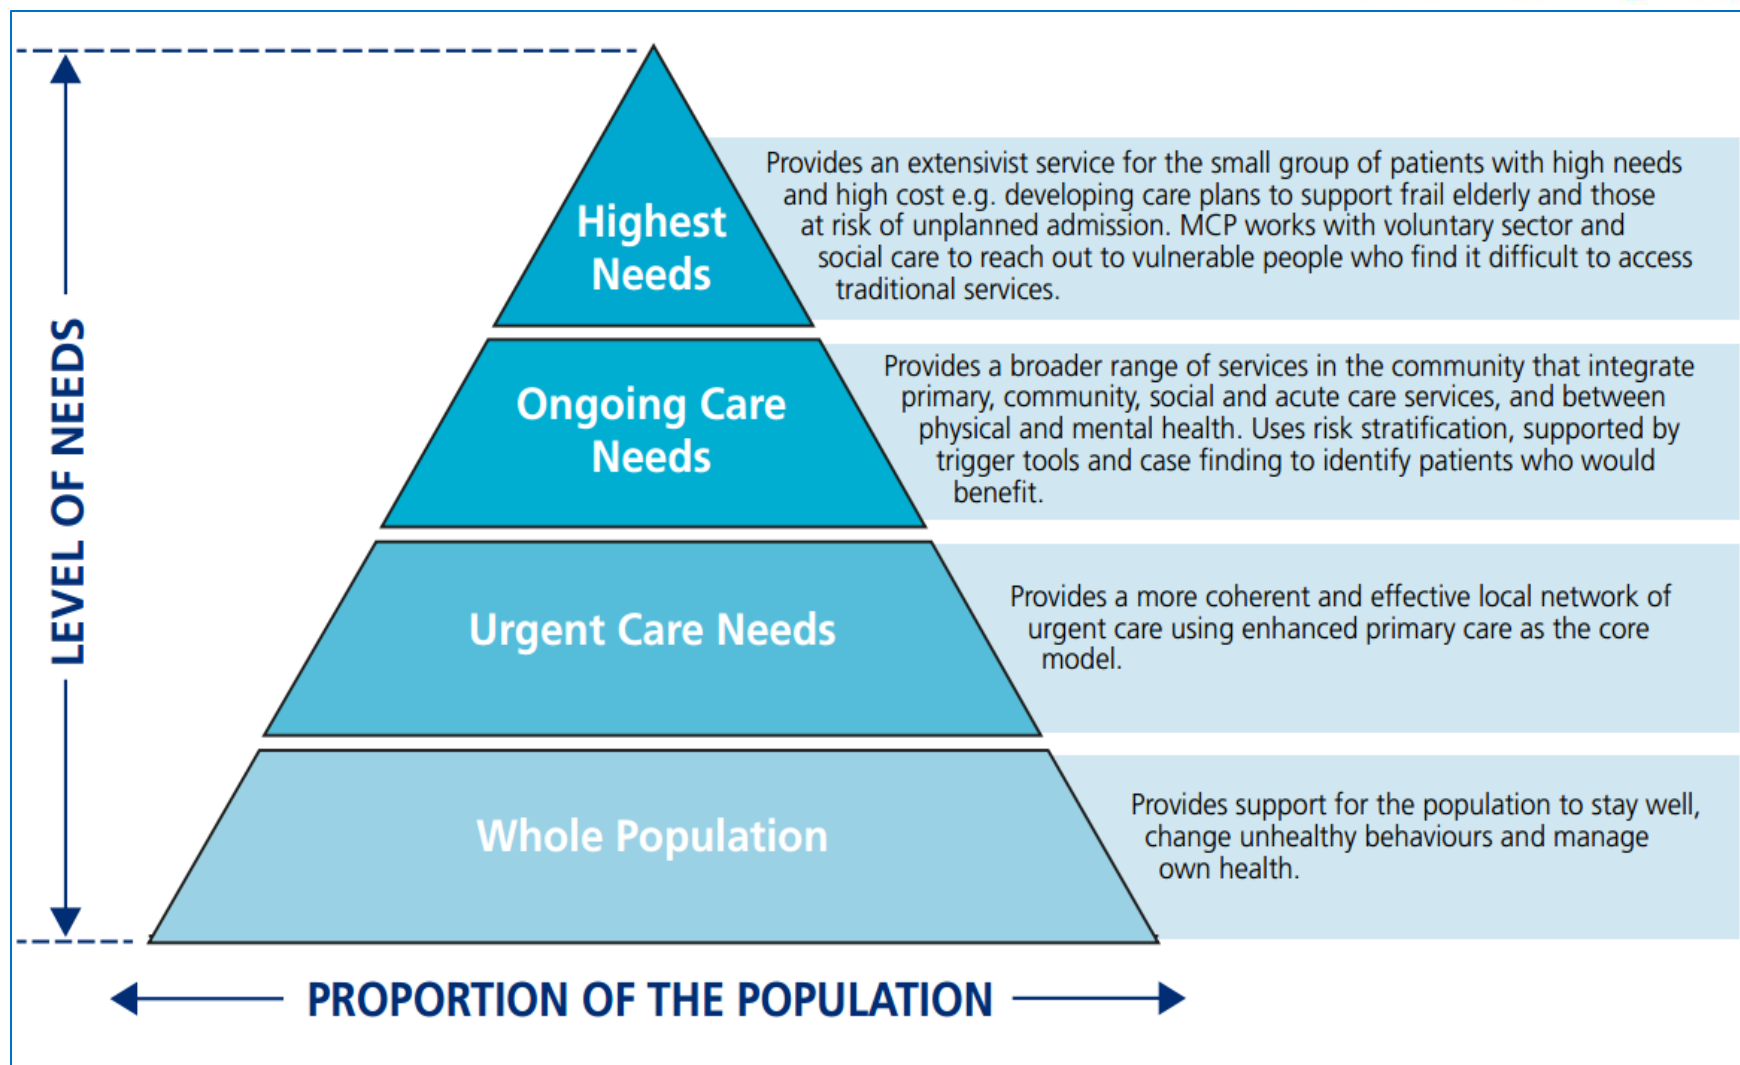 Highest
Needs
Provides an extensivist service for the small group of patients with high needs
and high cost e.g. developing care plans to support frail elderly and those
at risk of unplanned admission. MCP works with voluntary sector and
social care to reach out to vulnerable people who find it difficult to access
traditional services.
Ongoing Care
Needs
Provides a broader range of services in the community that integrate
primary, community, social and acute care services, and between
physical and mental health. Uses risk stratification, supported by
trigger tools and case finding to identify patients who would
benefit.
Urgent Care Needs
Provides a more coherent and effective local network of
urgent care using enhanced primary care as the core
model.
Whole Population
Provides support for the population to stay well,
change unhealthy behaviours and manage
own health.
LEVEL OF NEEDS
PROPORTION OF THE POPULATION